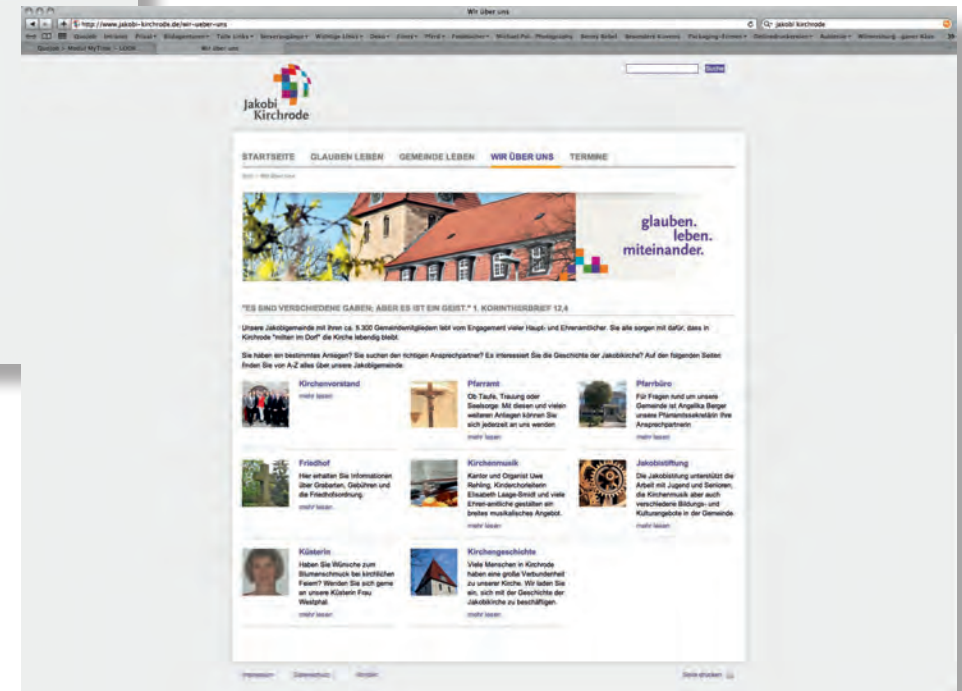 Wir über uns
http://www.jakobi-kirchrode.de/wir-ueber-uns
jakobi kirchrode
Wir über uns
Jakobi
Kirchrode
Suche
STARTSEITE GLAUBEN LEBEN GEMEINDE LEBEN WIR ÜBER UNS TERMINE
Wir über uns
glauben.
leben.
miteinander.
"ES SIND VERSCHIEDENE GABEN; ABER ES IST EIN GEIST." 1. KORINTHERBRIEF 12,4
Unsere Jakobigemeinde mit ihren ca. 5.300 Gemeindemitgliedern lebt vom Engagement vieler Haupt- und Ehrenamtlicher. Sie alle sorgen mit dafür, dass in
Kirchrode "mitten im Dorf" die Kirche lebendig bleibt.
Sie haben ein bestimmtes Anliegen? Sie suchen den richtigen Ansprechpartner? Es interessiert Sie die Geschichte der Jakobikirche? Auf den folgenden Seiten
finden Sie von A-Z alles über unsere Jakobigemeinde.
Kirchenvorstand
mehr lesen
Pfarramt
Ob Taufe, Trauung oder
Seelsorge. Mit diesen und vielen
weiteren Anliegen können Sie
sich jederzeit an uns wenden
mehr lesen
Pfarrbüro
Für Fragen rund um unsere
Gemeinde ist Angelika Berger
unsere Pfarramtssekretärin Ihre
Ansprechpartnerin
mehr lesen
Friedhof
Hier erhalten Sie Informationen
über Grabarten, Gebühren und
die Friedhofsordnung.
mehr lesen
Kirchenmusik
Kantor und Organist Uwe
Rehling, Kinderchorleiterin
Elisabeth Laage-Smidt und viele
Ehren-amtliche gestalten ein
breites musikalisches Angebot.
mehr lesen
Jakobistiftung
Die Jakobistitung unterstützt die
Arbeit mit Jugend und Senioren,
die Kirchenmusik aber auch
verschiedene Bildungs- und
Kulturangebote in der Gemeinde
mehr lesen
Küsterin
Haben Sie Wünsche zum
Blumenschmuck bei kirchlichen
Feiern? Wenden Sie sich gerne
an unsere Küsterin Frau
Westphal.
mehr lesen
Kirchengeschichte
Viele Menschen in Kirchrode
haben eine große Verbundenheit
zu unserer Kirche. Wir laden Sie
ein, sich mit der Geschichte der
Jakobikirche zu beschäftigen.
mehr lesen
Impressum Datenschutz Seite drucken